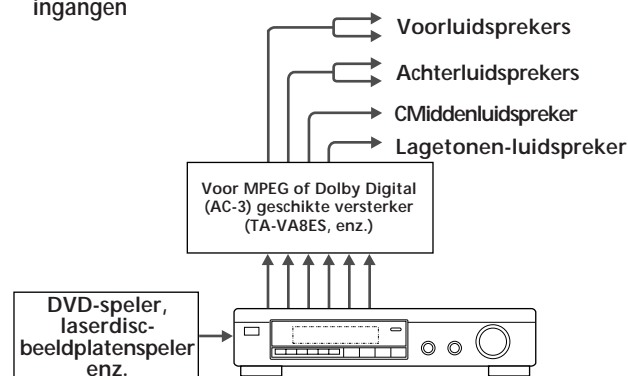 ingangen
Voorluidsprekers
Achterluidsprekers
CMiddenluidspreker
Lagetonen-luidspreker
Voor MPEG of Dolby Digital
(AC-3) geschikte versterker
(TA-VA8ES, enz.)
DVD-speler,
laserdisc-
beeldplatenspeler
enz.